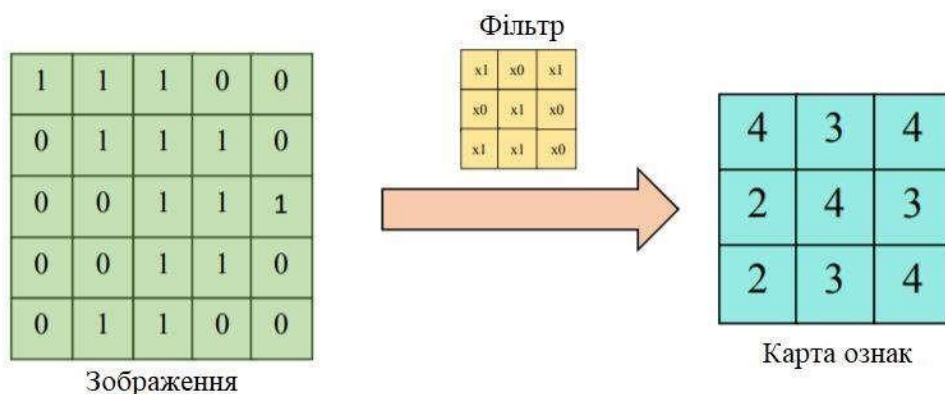 Фільтр
1 1 1 0 0
0 1 1 1 0
0 0 1 1 1
0 0 1 1 0
0 1 1 0 0
x1 x0 x1
x0 x1 x0
x1 x1 x0
4 3 4
2 4 3
2 3 4
Зображення
Карта ознак